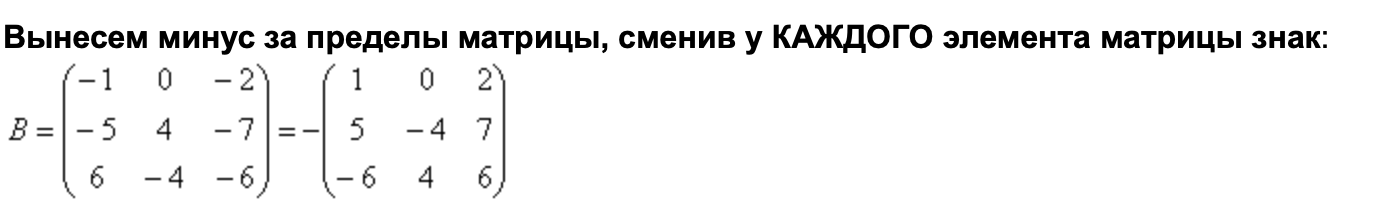 Вынесем минус за пределы матрицы, сменив у КАЖДОГО элемента матрицы знак:
-1 0 -2 1 0 2
B = -5 4 -7 = - 5 -4 7
6 -4 -6 -6 4 6